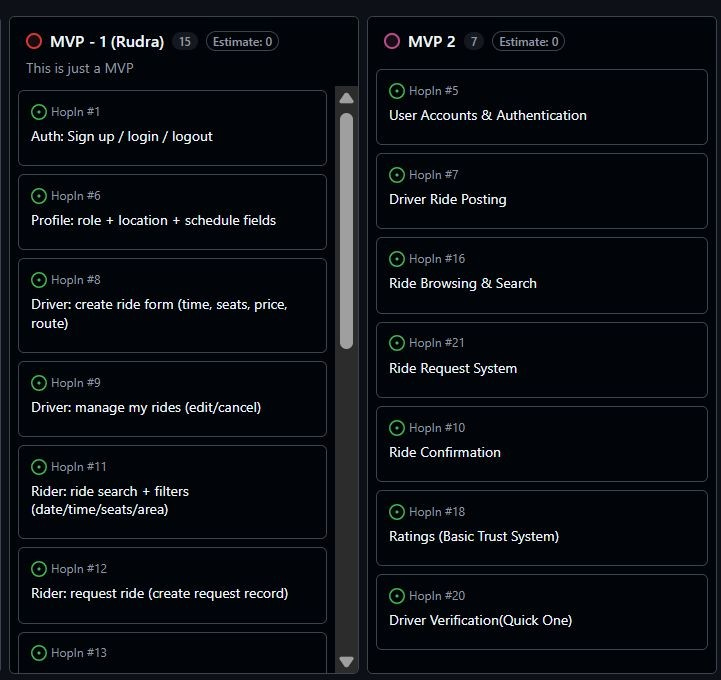 MVP - 1 (Rudra) 15 Estimate: 0
This is just a MVP
HopIn #1
Auth: Sign up / login / logout
HopIn #6
Profile: role + location + schedule fields
HopIn #8
Driver: create ride form (time, seats, price,
route)
HopIn #9
Driver: manage my rides (edit/cancel)
HopIn #11
Rider: ride search + filters
(date/time/seats/area)
HopIn #12
Rider: request ride (create request record)
HopIn #13
MVP 2 7 Estimate: 0
HopIn #5
User Accounts & Authentication
HopIn #7
Driver Ride Posting
HopIn #16
Ride Browsing & Search
HopIn #21
Ride Request System
HopIn #10
Ride Confirmation
HopIn #18
Ratings (Basic Trust System)
HopIn #20
Driver Verification(Quick One)